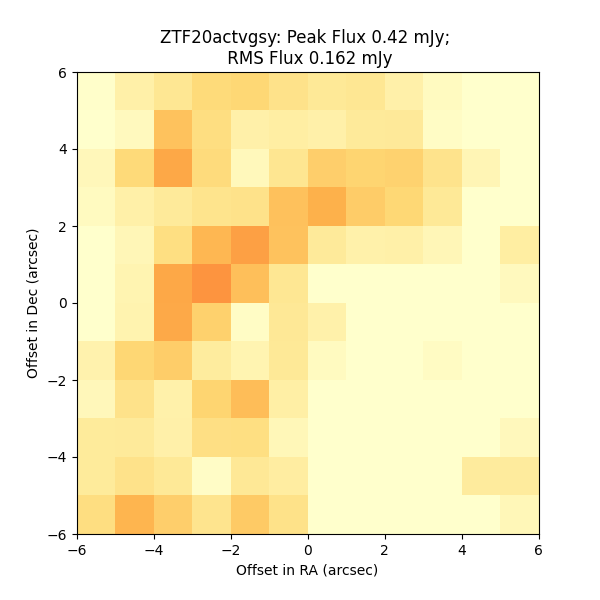 ZTF20actvgsy: Peak Flux 0.42 mJy;
RMS Flux 0.162 mJy
6
4
2
0
−2
−4
−6
Offset in Dec (arcsec)
−6 −4 −2 0 2 4 6
Offset in RA (arcsec)